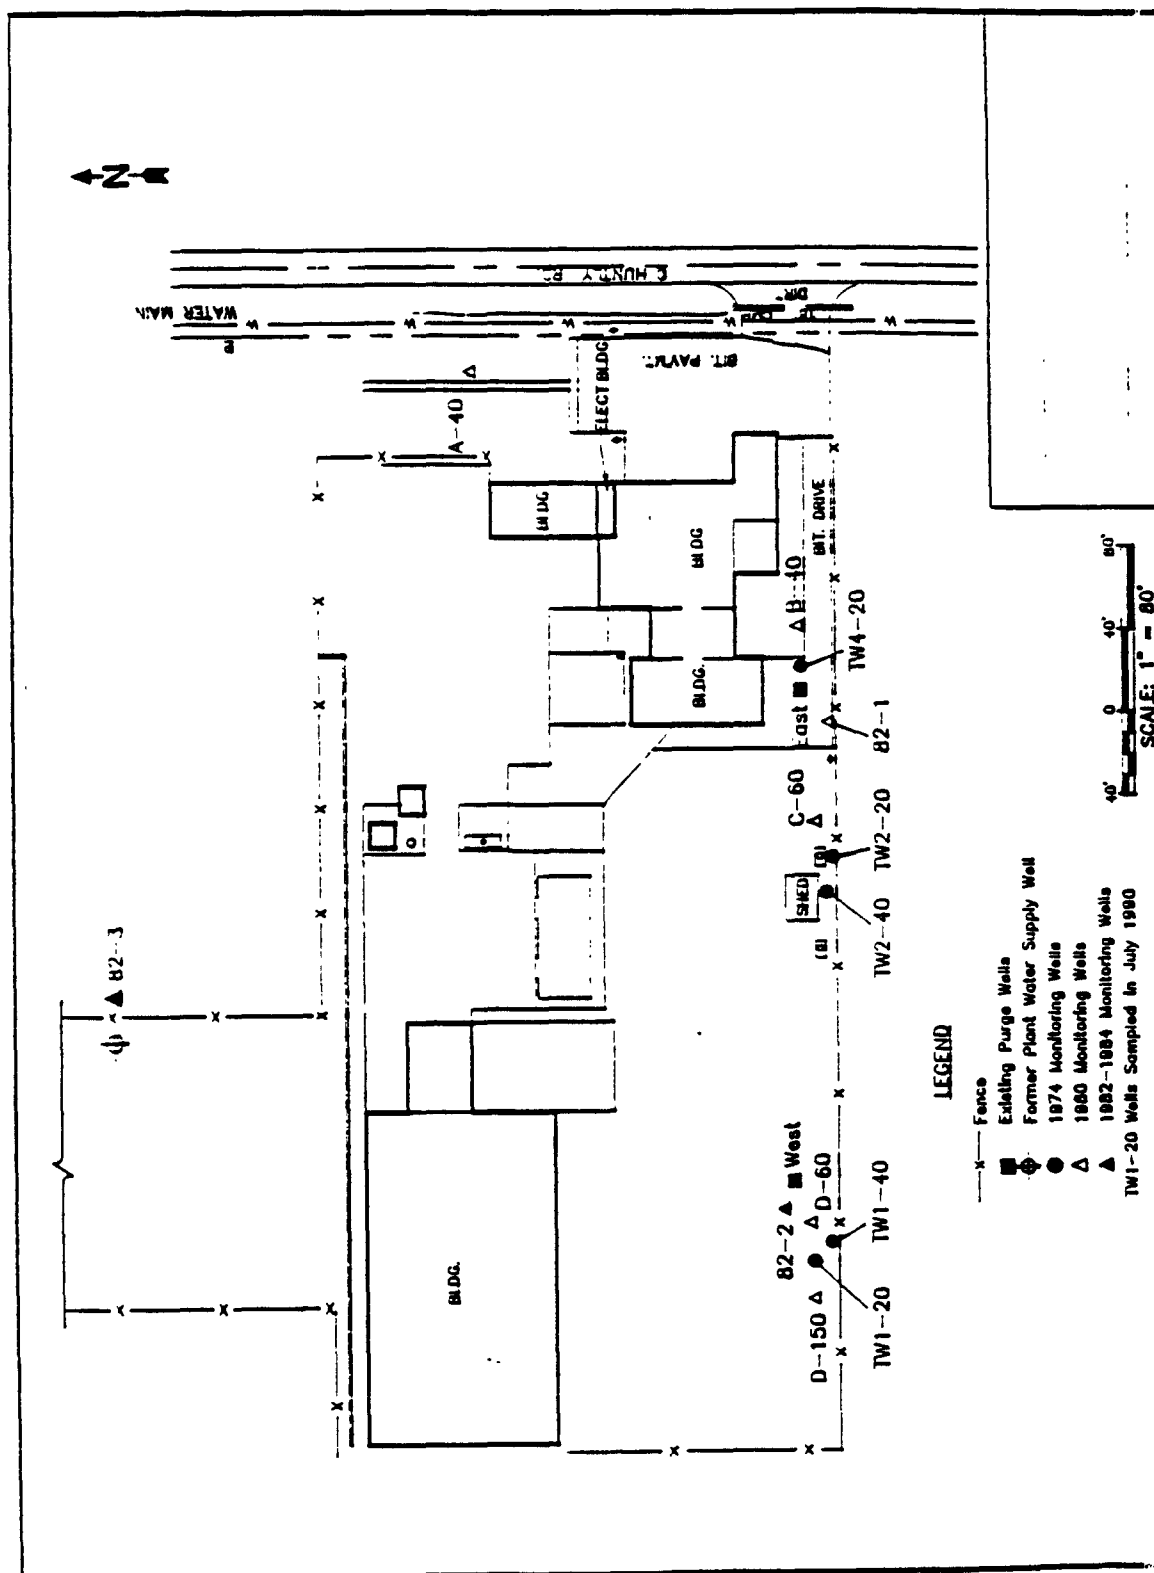 N
WATER MAIN
W
W
W
W
W
HUNTLY
BIT. PAVMT.
ELECT BLDG
A-40
BLDG
BLDG
BLDG.
BLDG.
BIT. DRIVE
B-40
TW4-20
East
82-1
C-60
TW2-20
SHED
TW2-40
82-3
82-2
West
D-60
TW1-40
TW1-20
D-150
LEGEND
x Fence
Existing Purge Wells
Former Plant Water Supply Well
1974 Monitoring Wells
1980 Monitoring Wells
1982-1984 Monitoring Wells
TW1-20 Wells Sampled in July 1990
40' 0 40' 80'
SCALE: 1" = 80'